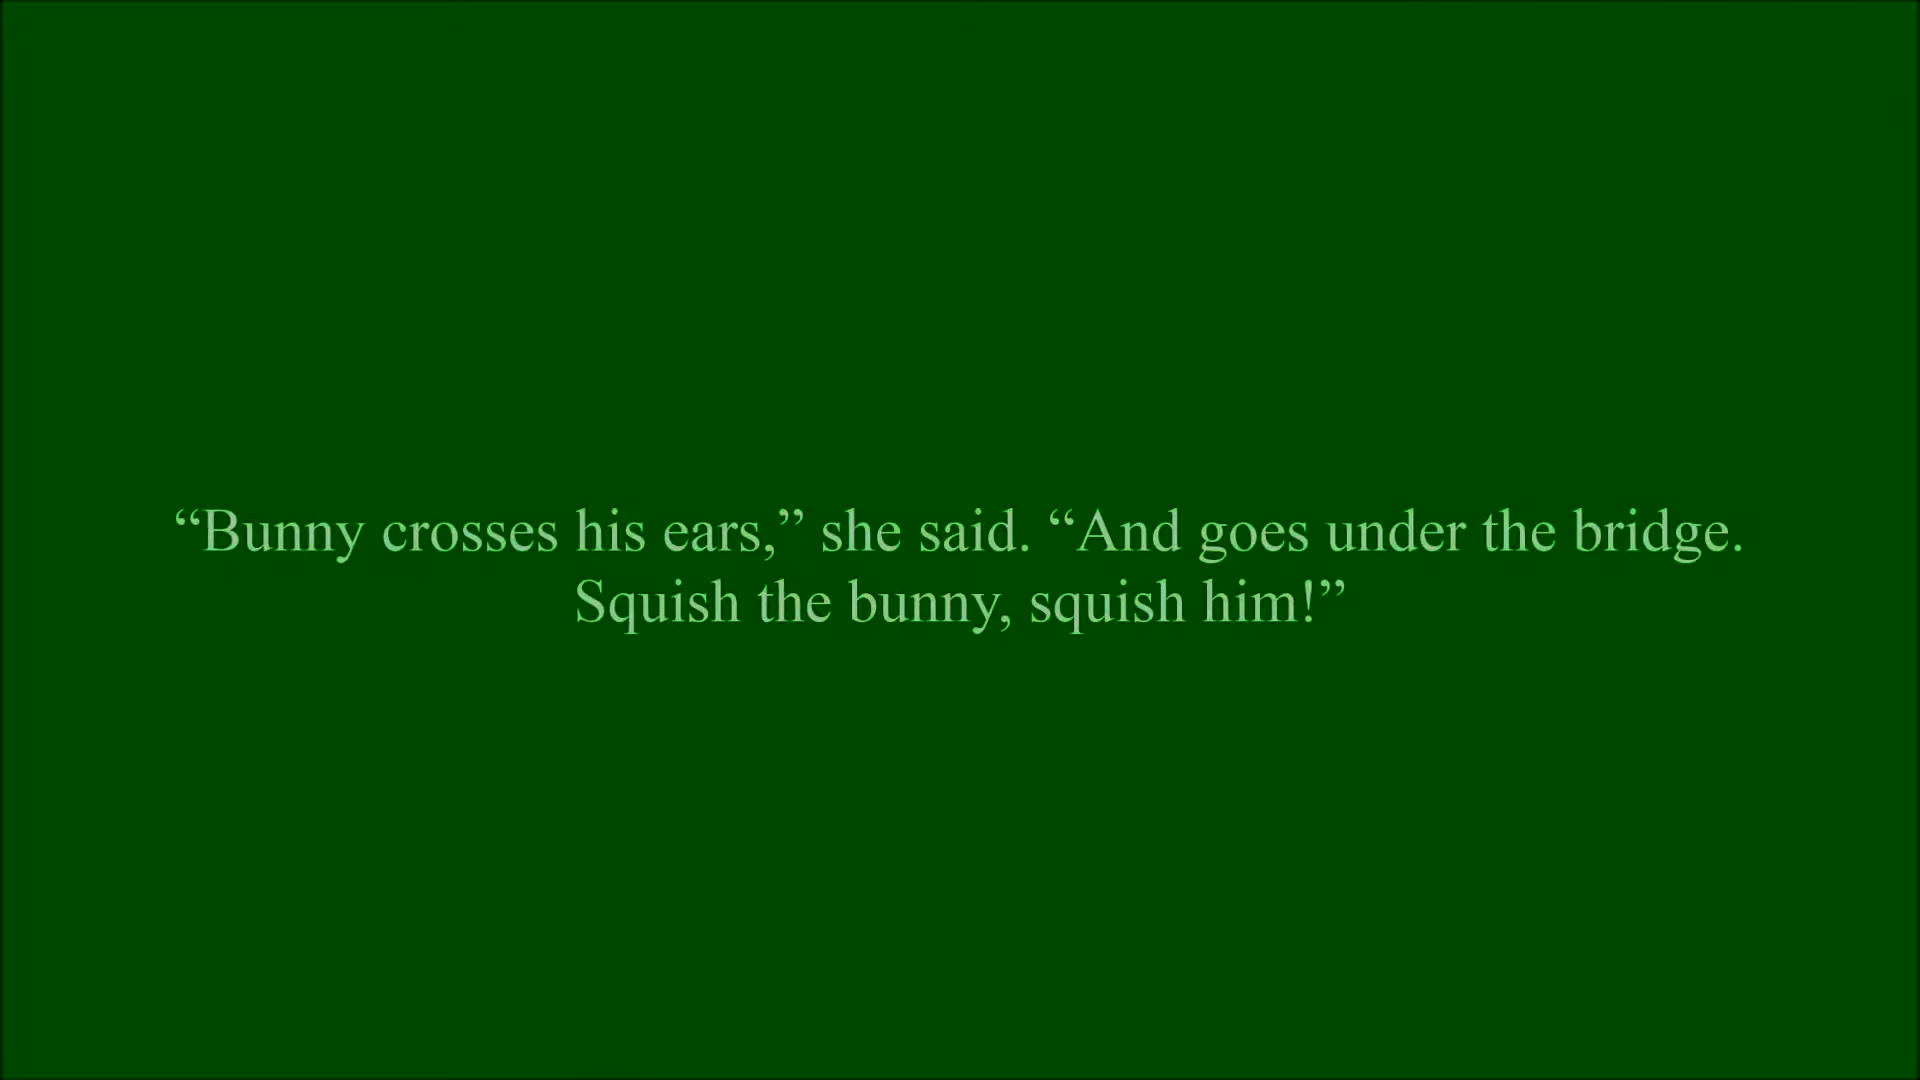 “Bunny crosses his ears,” she said. “And goes under the bridge.
Squish the bunny, squish him!”